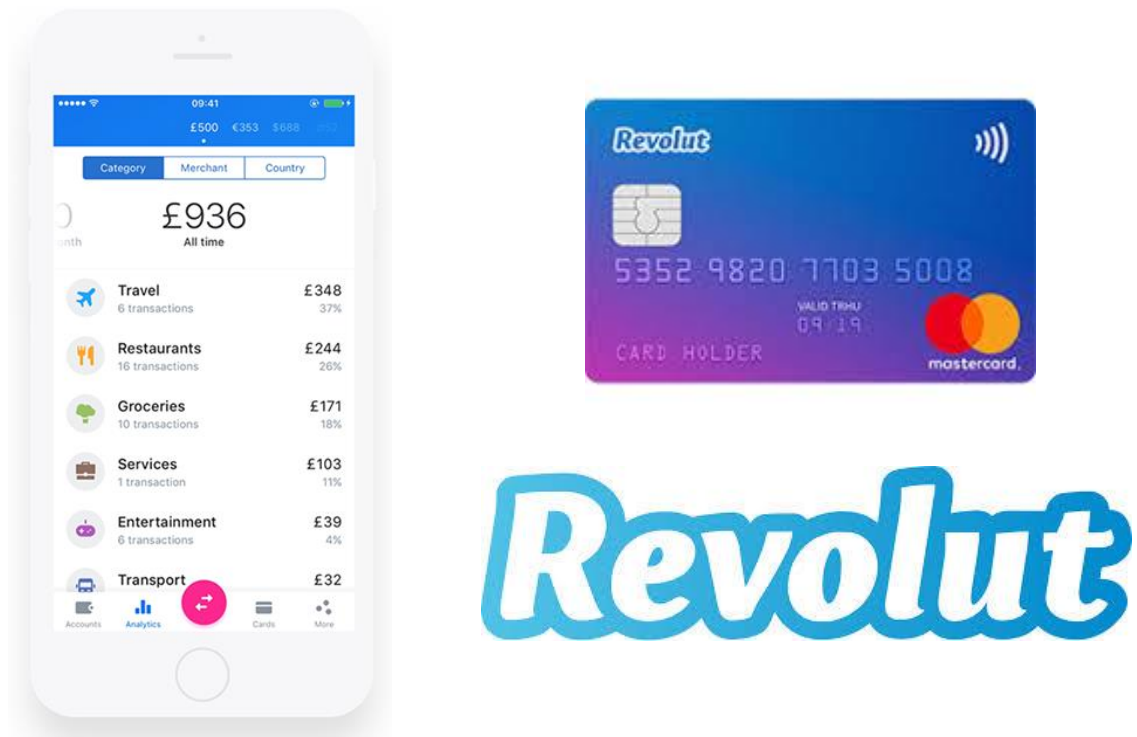 09:41
£500 €353 $688
Category Merchant Country
£936
All time
Travel £348
6 transactions 37%
Restaurants £244
16 transactions 26%
Groceries £171
10 transactions 18%
Services £103
1 transaction 11%
Entertainment £39
6 transactions 4%
Transport £32
Accounts Analytics Cards More
Revolut
5352 9820 7703 5008
VALID TRHU
09/19
CARD HOLDER
mastercard.
Revolut